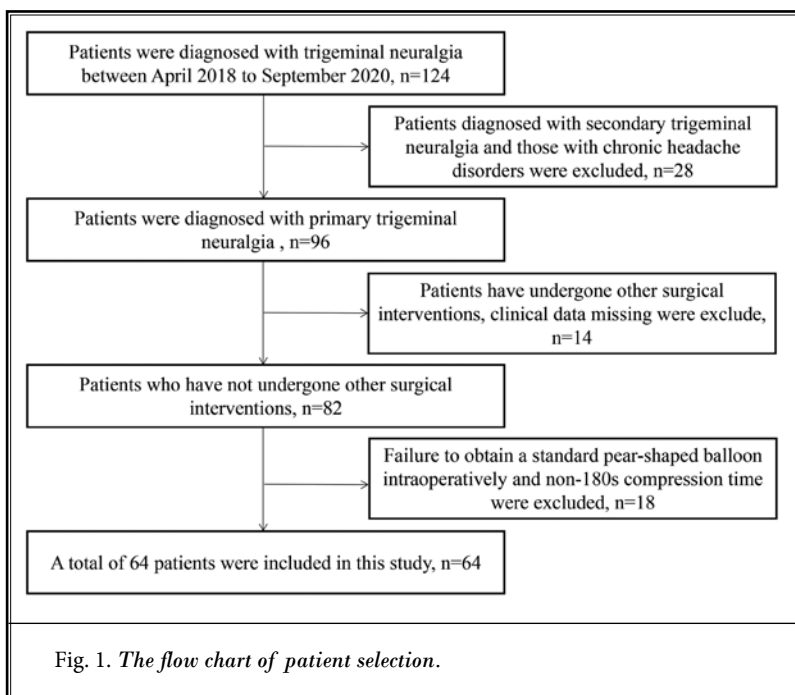 Patients were diagnosed with trigeminal neuralgia
between April 2018 to September 2020, n=124
Patients diagnosed with secondary trigeminal
neuralgia and those with chronic headache
disorders were excluded, n=28
Patients were diagnosed with primary trigeminal
neuralgia , n=96
Patients have undergone other surgical
interventions, clinical data missing were exclude,
n=14
Patients who have not undergone other surgical
interventions, n=82
Failure to obtain a standard pear-shaped balloon
intraoperatively and non-180s compression time
were excluded, n=18
A total of 64 patients were included in this study, n=64
Fig. 1. The flow chart of patient selection.